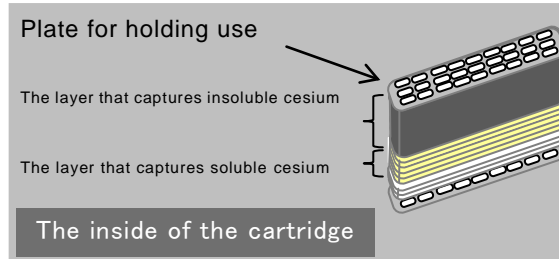 Plate for holding use
The layer that captures insoluble cesium
The layer that captures soluble cesium
The inside of the cartridge